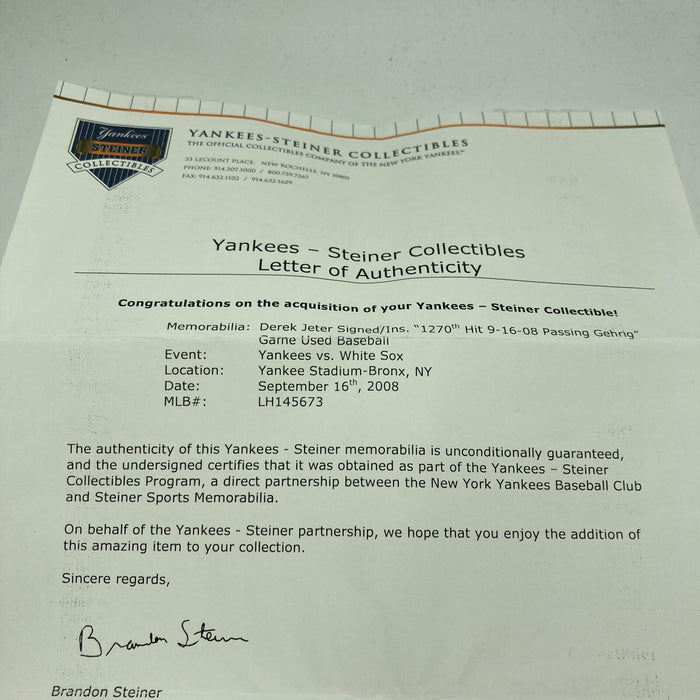 Yankees
STEINER
COLLECTIBLES
YANKEES-STEINER COLLECTIBLES
THE OFFICIAL COLLECTIBLES COMPANY OF THE NEW YORK YANKEES™
33 LECOUNT PLACE, NEW ROCHELLE, NY 10801
PHONE: 914.307.1000 / 800.759.7267
FAX: 914.632.1102 / 914.632.1629
Yankees – Steiner Collectibles
Letter of Authenticity
Congratulations on the acquisition of your Yankees – Steiner Collectible!
Memorabilia: Derek Jeter Signed/Ins. "1270th Hit 9-16-08 Passing Gehrig"
Game Used Baseball
Event: Yankees vs. White Sox
Location: Yankee Stadium-Bronx, NY
Date: September 16th, 2008
MLB#: LH145673
The authenticity of this Yankees - Steiner memorabilia is unconditionally guaranteed,
and the undersigned certifies that it was obtained as part of the Yankees – Steiner
Collectibles Program, a direct partnership between the New York Yankees Baseball Club
and Steiner Sports Memorabilia.
On behalf of the Yankees - Steiner partnership, we hope that you enjoy the addition of
this amazing item to your collection.
Sincere regards,
Brandon Steiner
Brandon Steiner